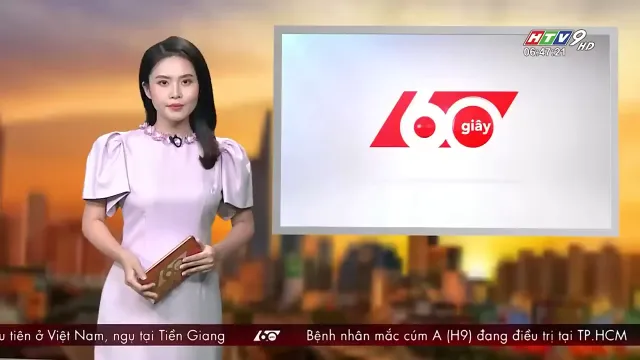 HTV9 HD
06:47:21
60 giây
u tiên ở Việt Nam, ngụ tại Tiền Giang 60 Bệnh nhân mắc cúm A (H9) đang điều trị tại TP.HCM